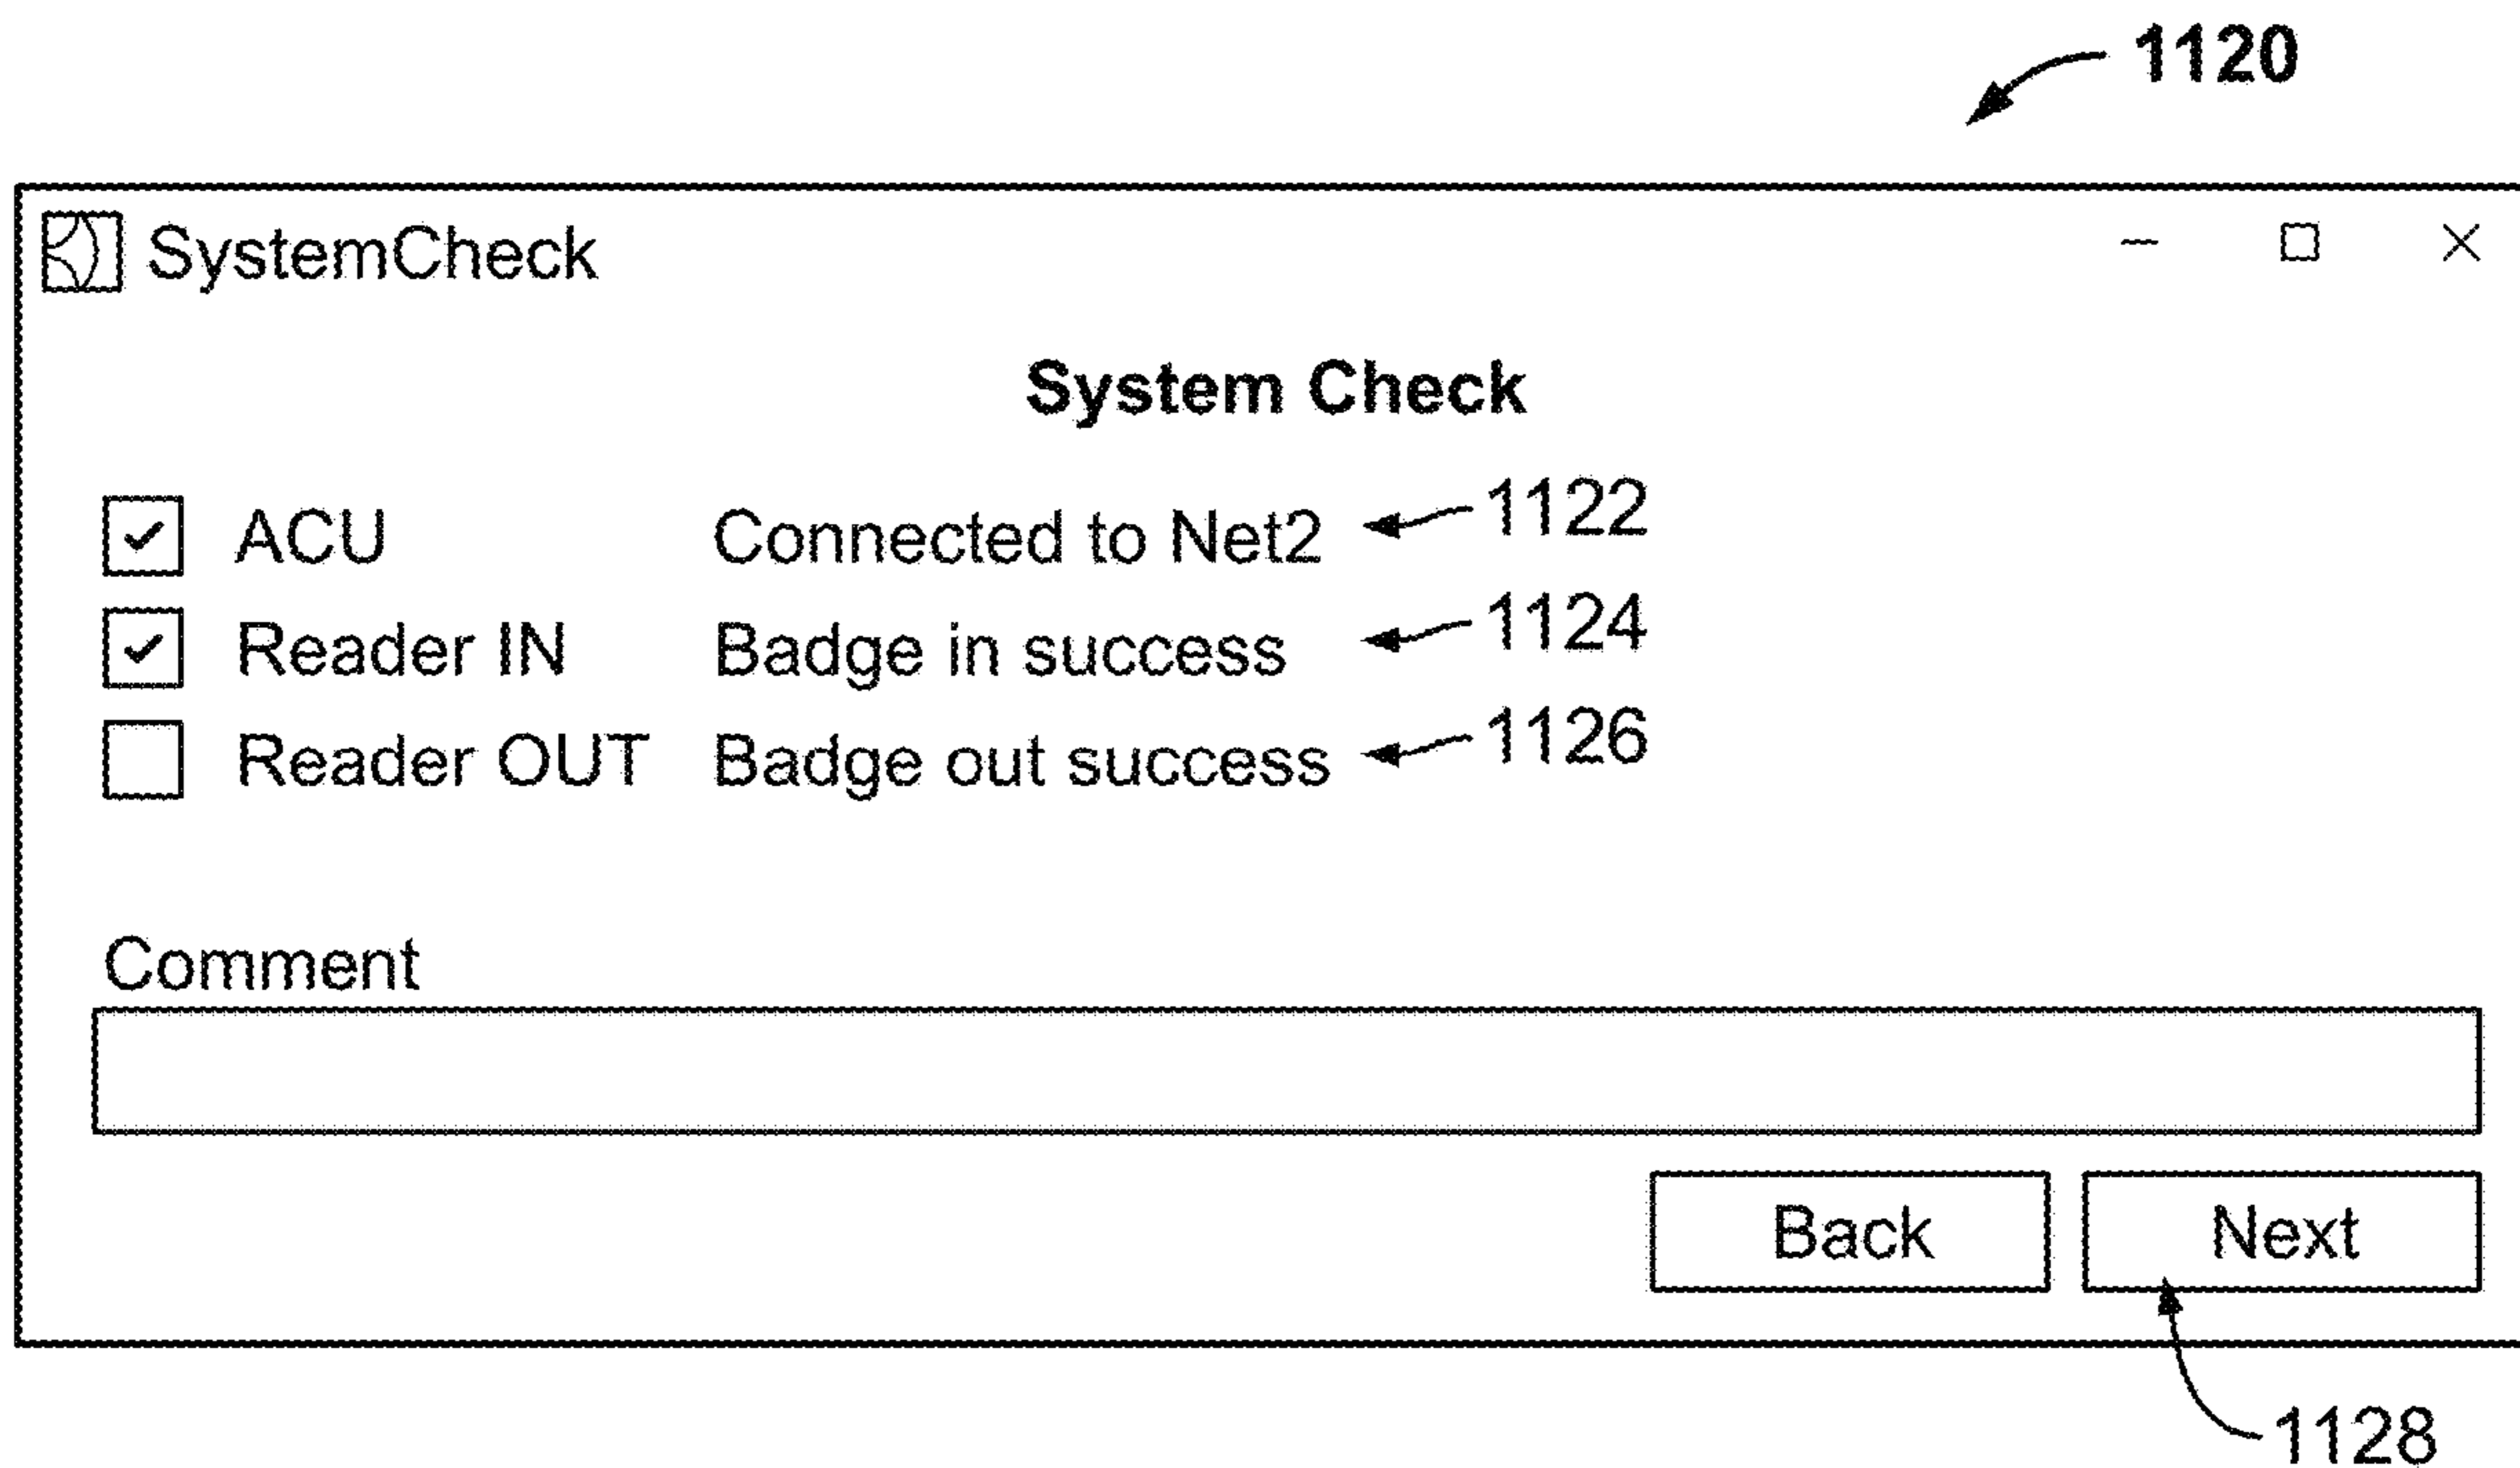 1120
SystemCheck
System Check
ACU Connected to Net2 1122
Reader IN Badge in success 1124
Reader OUT Badge out success 1126
Comment
Back Next
1128